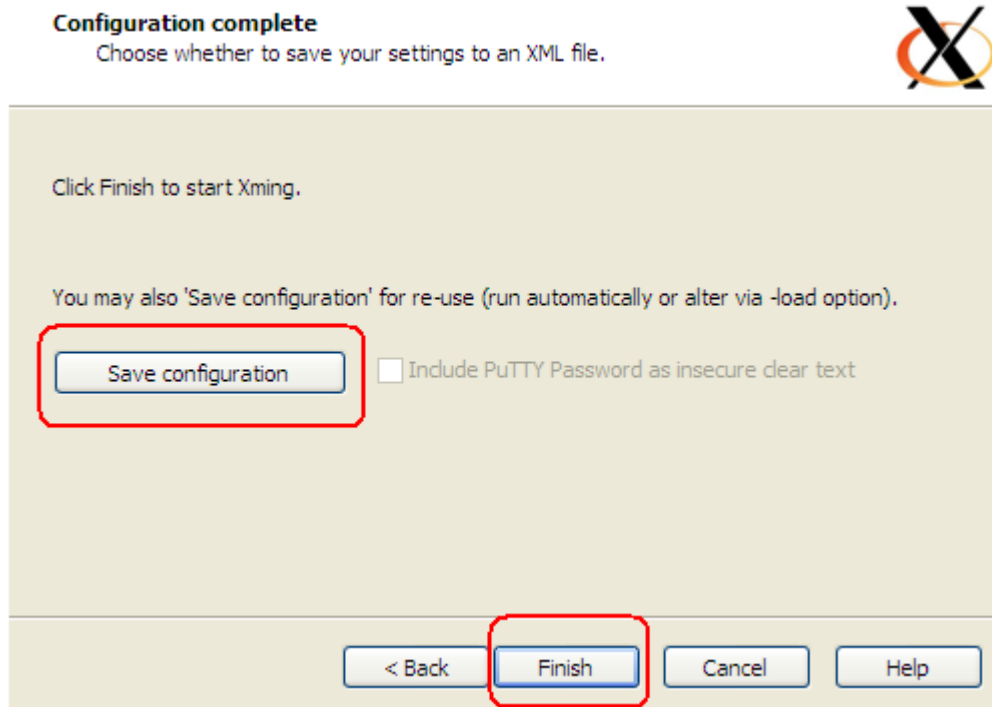 Configuration complete
Choose whether to save your settings to an XML file.
Click Finish to start Xming.
You may also 'Save configuration' for re-use (run automatically or alter via -load option).
Save configuration
Include PuTTY Password as insecure clear text
< Back
Finish
Cancel
Help